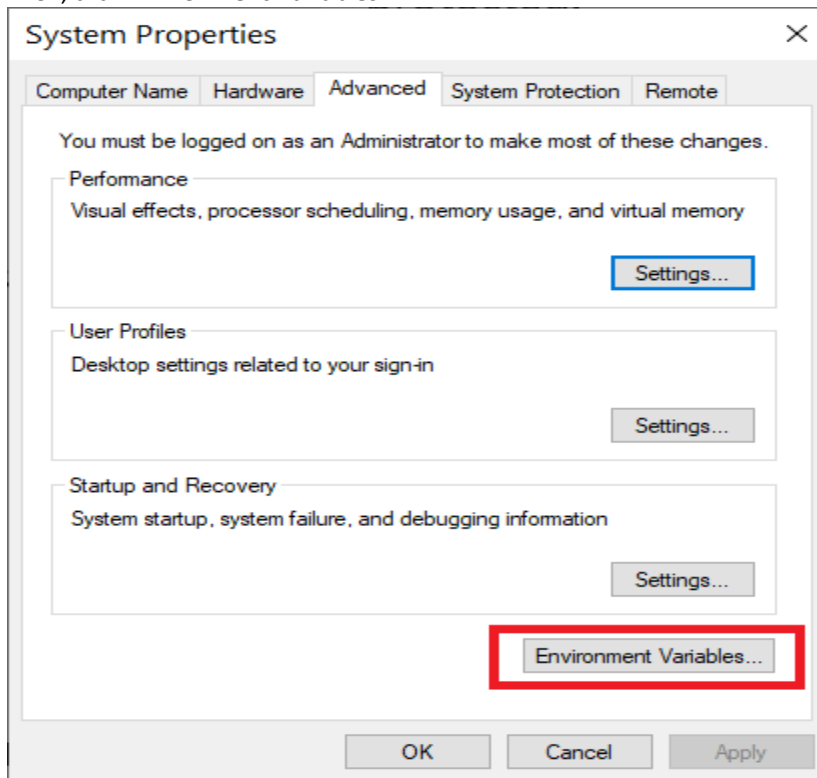 System Properties
Computer Name Hardware Advanced System Protection Remote
You must be logged on as an Administrator to make most of these changes.
Performance
Visual effects, processor scheduling, memory usage, and virtual memory
Settings...
User Profiles
Desktop settings related to your sign-in
Settings...
Startup and Recovery
System startup, system failure, and debugging information
Settings...
Environment Variables...
OK Cancel Apply